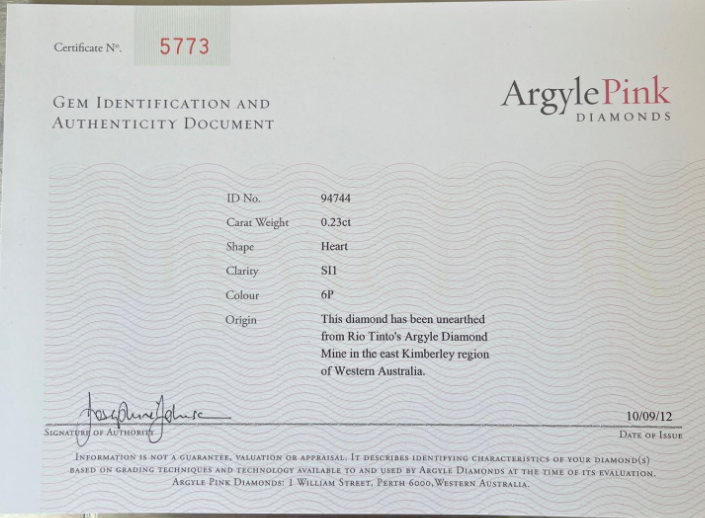 Certificate Nº. 5773
GEM IDENTIFICATION AND
AUTHENTICITY DOCUMENT
ArgylePink
DIAMONDS
ID No. 94744
Carat Weight 0.23ct
Shape Heart
Clarity SI1
Colour 6P
Origin This diamond has been unearthed
from Rio Tinto's Argyle Diamond
Mine in the east Kimberley region
of Western Australia.
10/09/12
SIGNATURE OF AUTHORITY
DATE OF ISSUE
INFORMATION IS NOT A GUARANTEE, VALUATION OR APPRAISAL. IT DESCRIBES IDENTIFYING CHARACTERISTICS OF YOUR DIAMOND(S)
BASED ON GRADING TECHNIQUES AND TECHNOLOGY AVAILABLE TO AND USED BY ARGYLE DIAMONDS AT THE TIME OF ITS EVALUATION.
ARGYLE PINK DIAMONDS: 1 WILLIAM STREET, PERTH 6000, WESTERN AUSTRALIA.